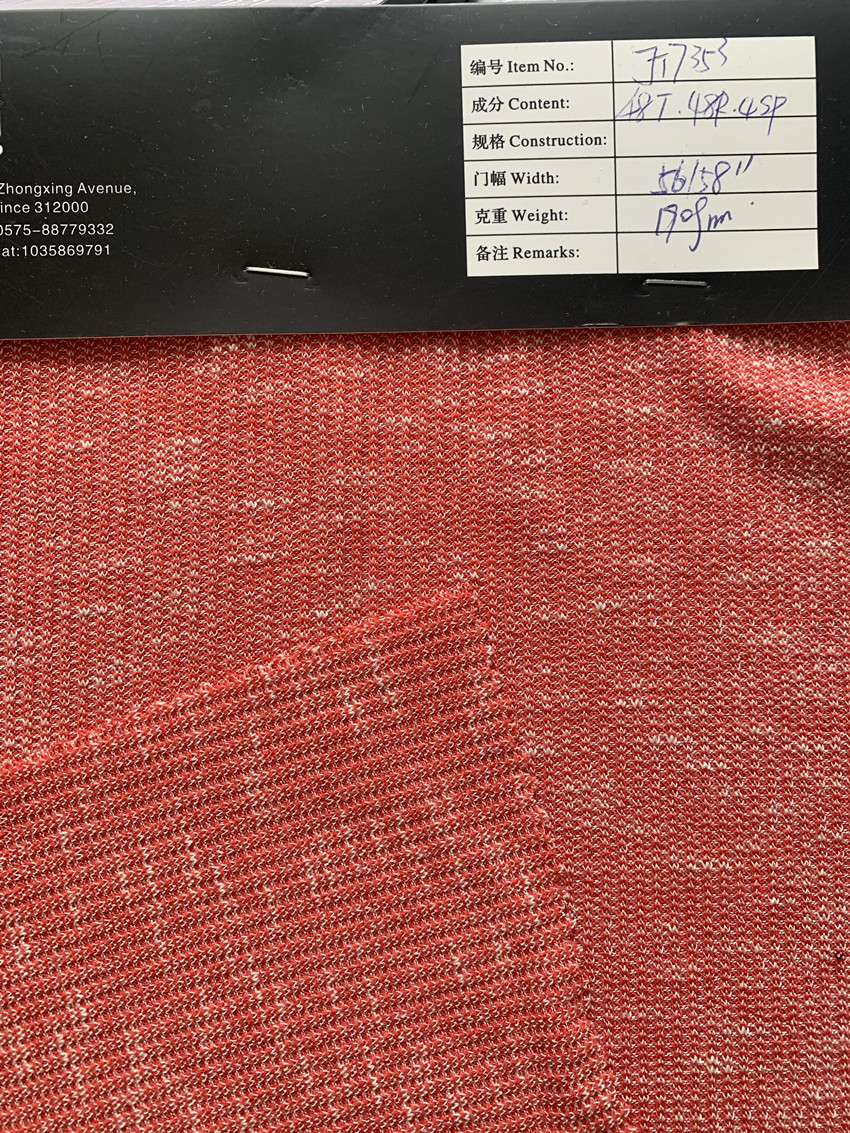 Zhongxing Avenue,
ince 312000
0575-88779332
at:1035869791
编号 Item No.: JT7353
成分 Content: 48T.48R.4SP
规格 Construction:
门幅 Width: 56/58"
克重 Weight: 190gm
备注 Remarks: